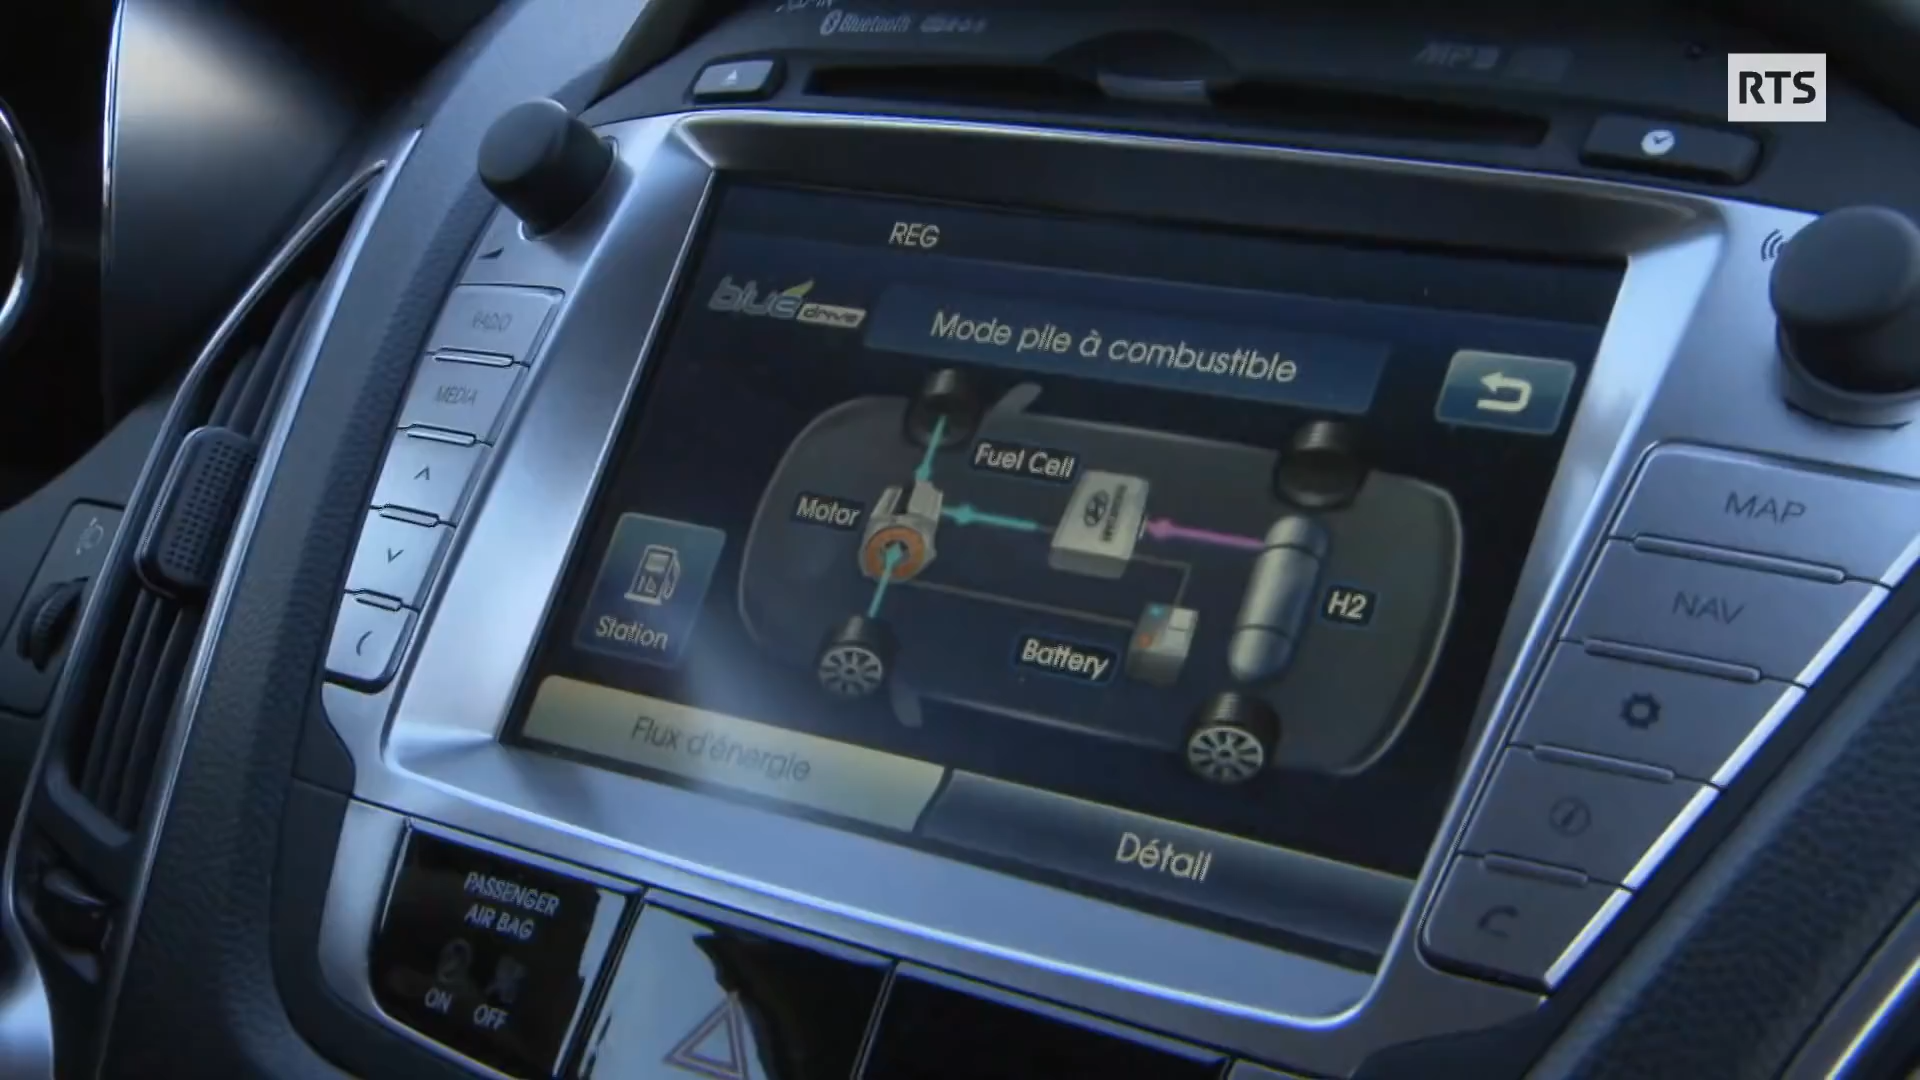 Bluetooth
MP3
RTS
REG
blue drive
Mode pile à combustible
RADIO
MEDIA
Fuel Cell
Motor
MAP
H2
NAV
Station
Battery
Flux d'énergie
Détail
PASSENGER
AIR BAG
ON OFF